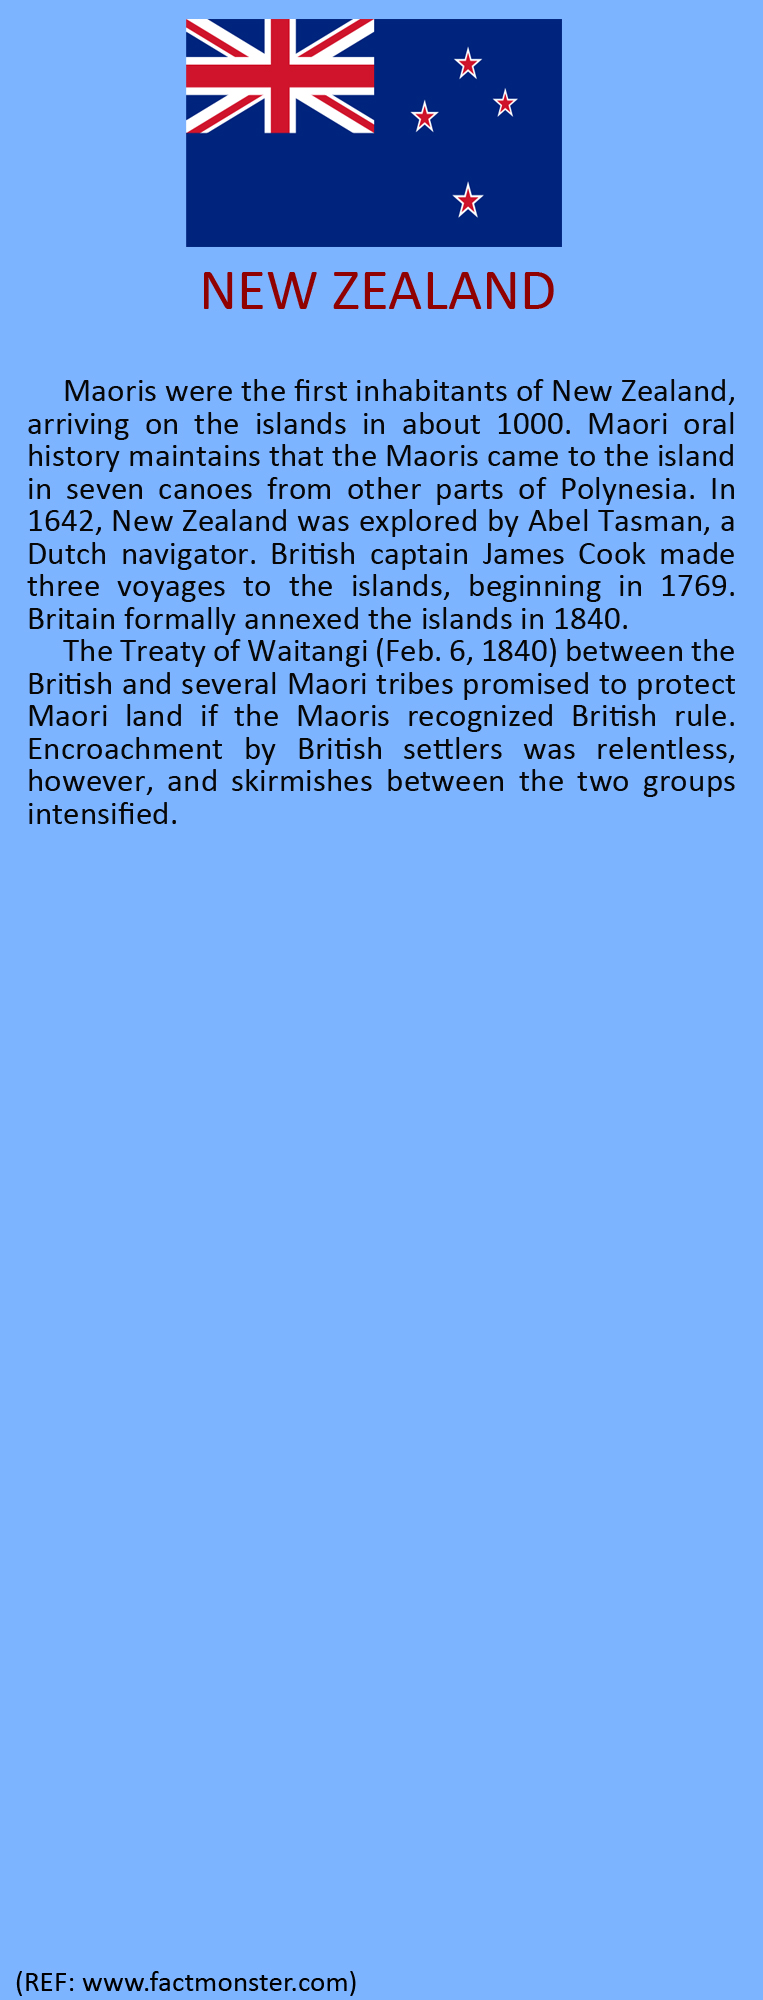 NEW ZEALAND
Maoris were the first inhabitants of New Zealand,
arriving on the islands in about 1000. Maori oral
history maintains that the Maoris came to the island
in seven canoes from other parts of Polynesia. In
1642, New Zealand was explored by Abel Tasman, a
Dutch navigator. British captain James Cook made
three voyages to the islands, beginning in 1769.
Britain formally annexed the islands in 1840.
The Treaty of Waitangi (Feb. 6, 1840) between the
British and several Maori tribes promised to protect
Maori land if the Maoris recognized British rule.
Encroachment by British settlers was relentless,
however, and skirmishes between the two groups
intensified.
(REF: www.factmonster.com)